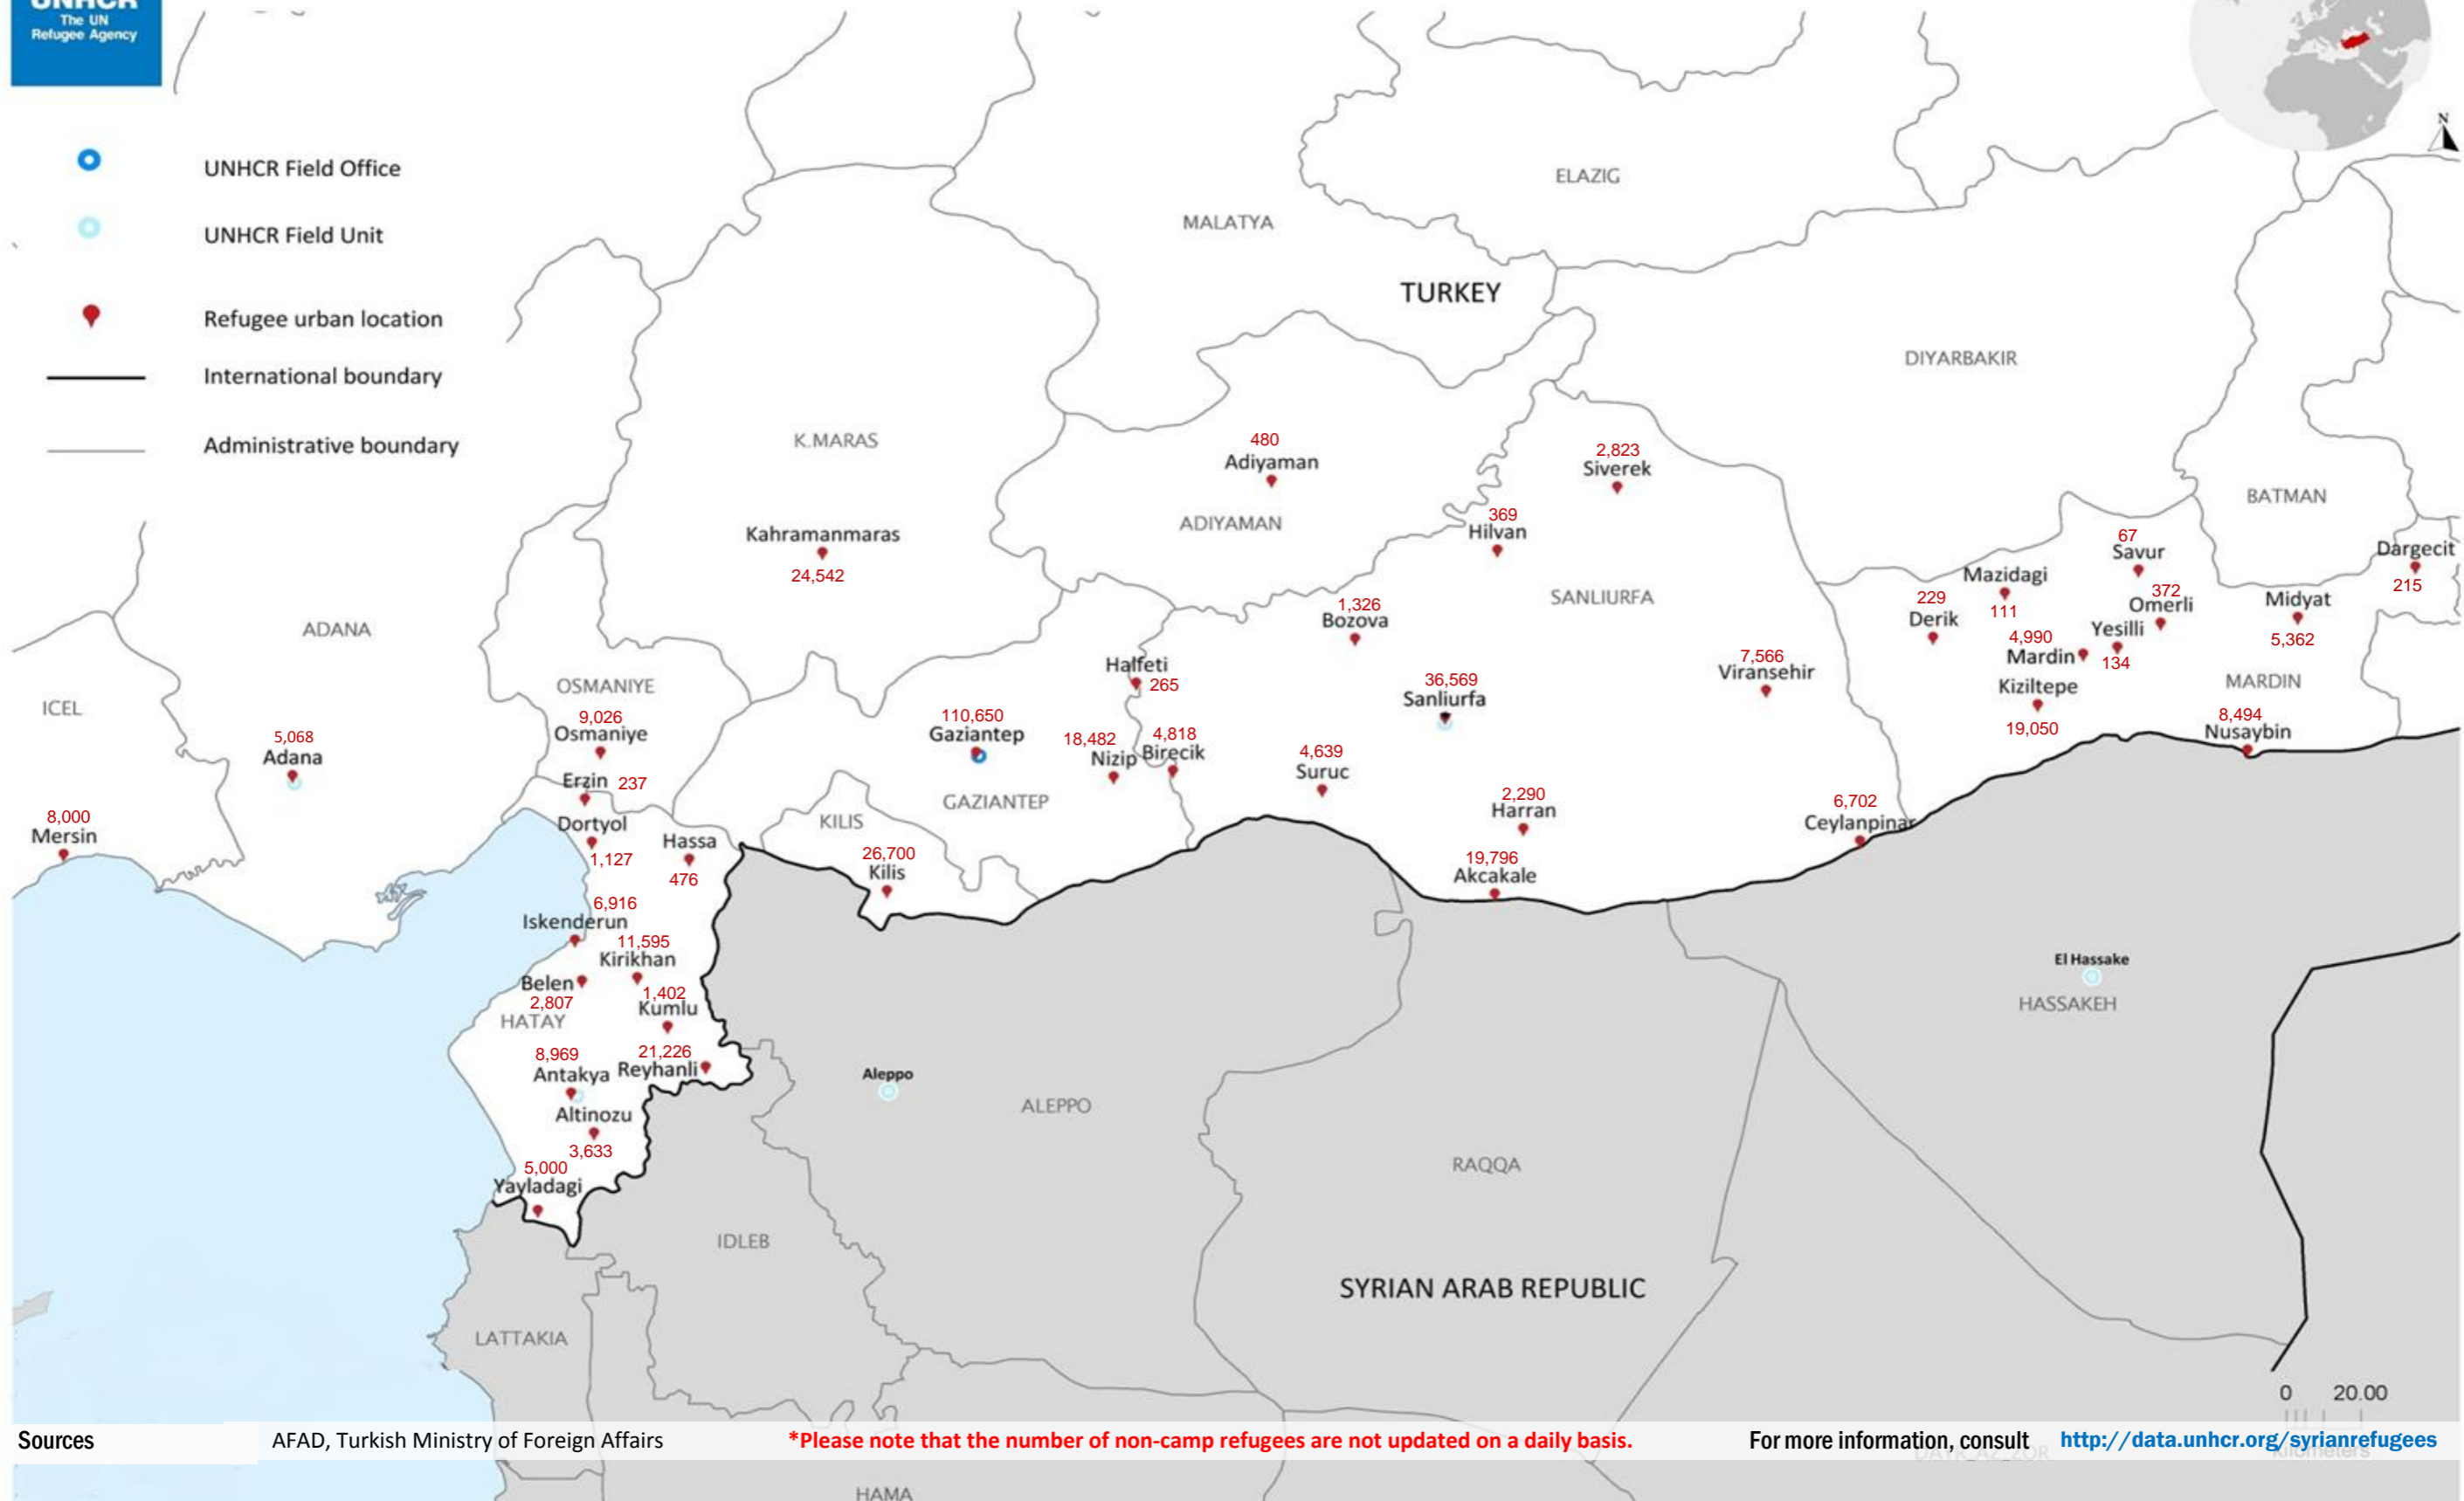 UNHCR
The UN
Refugee Agency
N
UNHCR Field Office
UNHCR Field Unit
Refugee urban location
International boundary
Administrative boundary
ELAZIG
MALATYA
TURKEY
DIYARBAKIR
K.MARAS
480
Adiyaman
ADIYAMAN
2,823
Siverek
369
Hilvan
BATMAN
Kahramanmaras
24,542
67
Savur
Dargecit
215
Mazidagi
111
372
Omerli
Midyat
5,362
229
Derik
Yesilli
134
4,990
Mardin
Kiziltepe
19,050
MARDIN
8,494
Nusaybin
SANLIURFA
1,326
Bozova
ADANA
Halfeti
265
36,569
Sanliurfa
7,566
Viransehir
ICEL
OSMANIYE
9,026
Osmaniye
110,650
Gaziantep
18,482
Nizip
4,818
Birecik
4,639
Suruc
5,068
Adana
Erzin 237
GAZIANTEP
2,290
Harran
6,702
Ceylanpinar
8,000
Mersin
KILIS
Dortyol
1,127
Hassa
476
26,700
Kilis
19,796
Akcakale
6,916
Iskenderun
11,595
Kirikhan
Belen
2,807
1,402
Kumlu
HATAY
El Hassake
HASSAKEH
8,969
Antakya
21,226
Reyhanli
Aleppo
ALEPPO
Altinozu
3,633
5,000
Yayladagi
RAQQA
IDLEB
SYRIAN ARAB REPUBLIC
LATTAKIA
0 20.00
Sources AFAD, Turkish Ministry of Foreign Affairs *Please note that the number of non-camp refugees are not updated on a daily basis. For more information, consult http://data.unhcr.org/syrianrefugees
Kilometers
DAYR_AZ_ZOR
HAMA